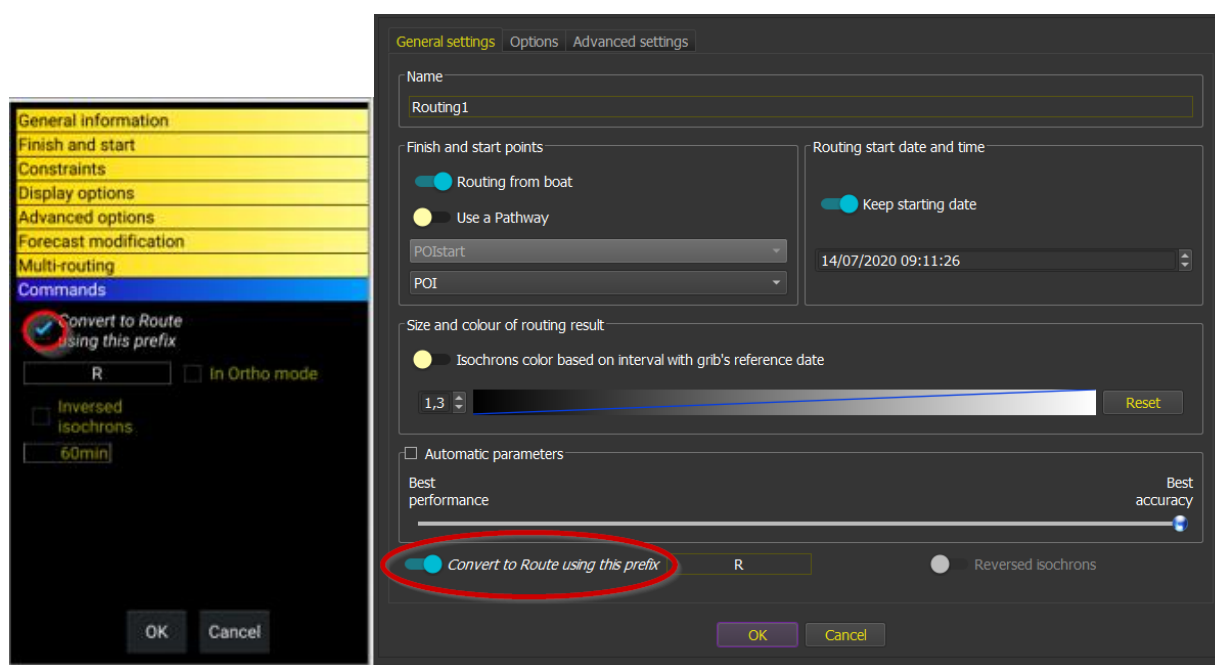 General information
Finish and start
Constraints
Display options
Advanced options
Forecast modification
Multi-routing
Commands
Convert to Route
using this prefix
R
In Ortho mode
Inversed
isochrons
60min
OK
Cancel
General settings
Options
Advanced settings
Name
Routing1
Finish and start points
Routing from boat
Use a Pathway
POIstart
POI
Routing start date and time
Keep starting date
14/07/2020 09:11:26
Size and colour of routing result
Isochrons color based on interval with grib's reference date
1,3
Reset
Automatic parameters
Best
performance
Best
accuracy
Convert to Route using this prefix
R
Reversed isochrons
OK
Cancel